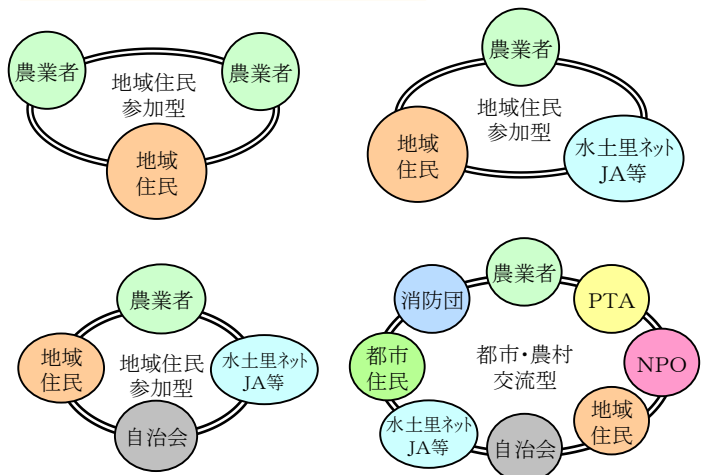 農業者
農業者
地域住民
参加型
地域
住民
農業者
地域住民
参加型
地域
住民
水土里ネット
JA等
農業者
地域
住民
地域住民
参加型
水土里ネット
JA等
自治会
農業者
消防団
PTA
都市
住民
都市・農村
交流型
NPO
水土里ネット
JA等
自治会
地域
住民